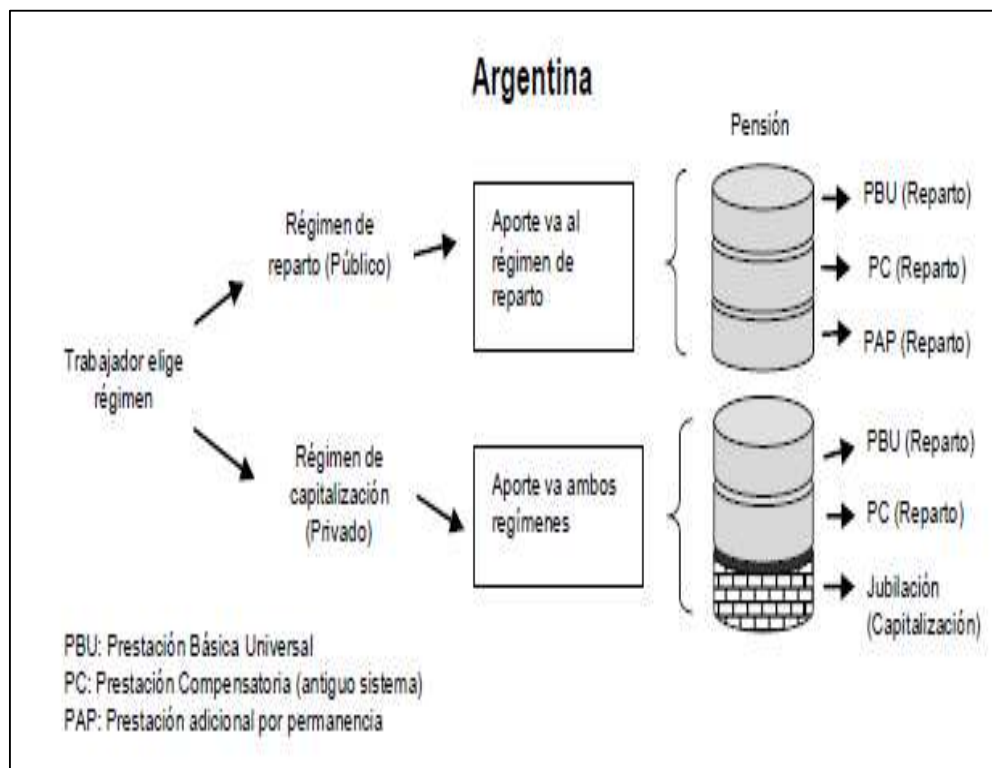 Argentina
Pensión
Trabajador elige
régimen
Régimen de
reparto (Público)
Aporte va al
régimen de
reparto
PBU (Reparto)
PC (Reparto)
PAP (Reparto)
Régimen de
capitalización
(Privado)
Aporte va ambos
regímenes
PBU (Reparto)
PC (Reparto)
Jubilación
(Capitalización)
PBU: Prestación Básica Universal
PC: Prestación Compensatoria (antiguo sistema)
PAP: Prestación adicional por permanencia